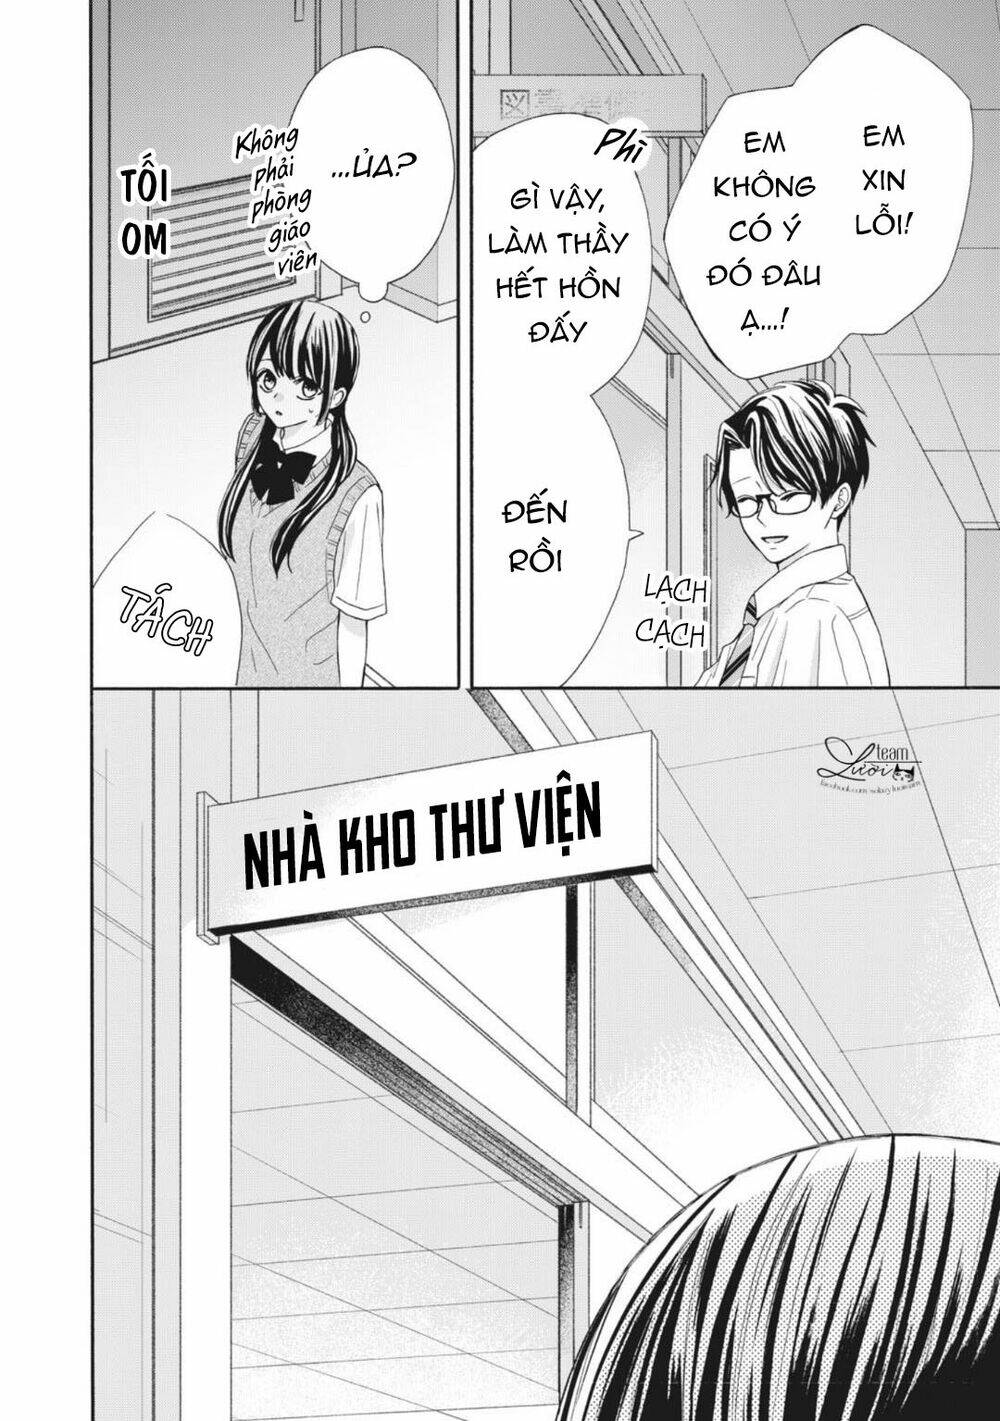 EM
XIN
LỖI!
EM
KHÔNG
CÓ Ý
ĐÓ ĐÂU
Ạ...!
Phì
GÌ VẬY,
LÀM THẦY
HẾT HỒN
ĐẤY
ĐẾN
RỒI
LẠCH
CẠCH
...ỦA?
Không
phải
phòng
giáo
viên
TỐI
OM
TÁCH
team
Lười
NHÀ KHO THƯ VIỆN